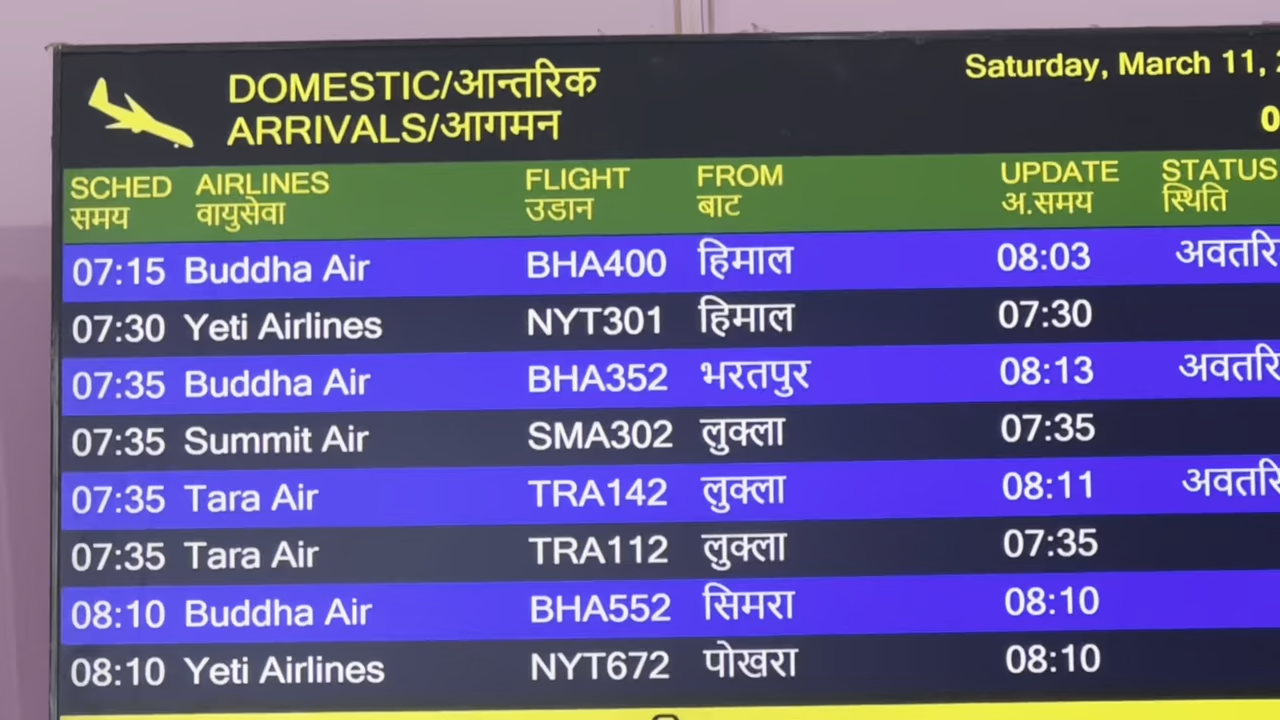 DOMESTIC/आन्तरिक
ARRIVALS/आगमन
Saturday, March 11,
SCHED AIRLINES FLIGHT FROM UPDATE STATUS
समय वायुसेवा उडान बाट अ.समय स्थिति
07:15 Buddha Air BHA400 हिमाल 08:03
07:30 Yeti Airlines NYT301 हिमाल 07:30
07:35 Buddha Air BHA352 भरतपुर 08:13
07:35 Summit Air SMA302 लुक्ला 07:35
07:35 Tara Air TRA142 लुक्ला 08:11
07:35 Tara Air TRA112 लुक्ला 07:35
08:10 Buddha Air BHA552 सिमरा 08:10
08:10 Yeti Airlines NYT672 पोखरा 08:10